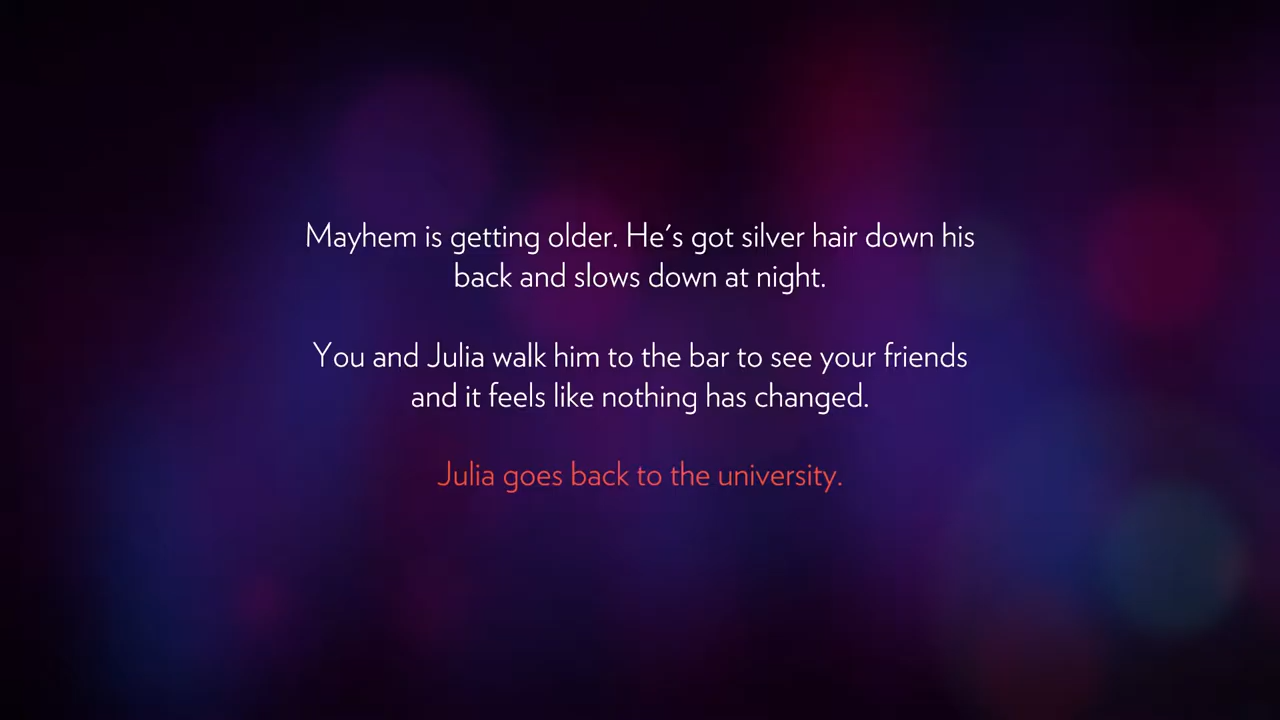 Mayhem is getting older. He's got silver hair down his
back and slows down at night.
You and Julia walk him to the bar to see your friends
and it feels like nothing has changed.
Julia goes back to the university.